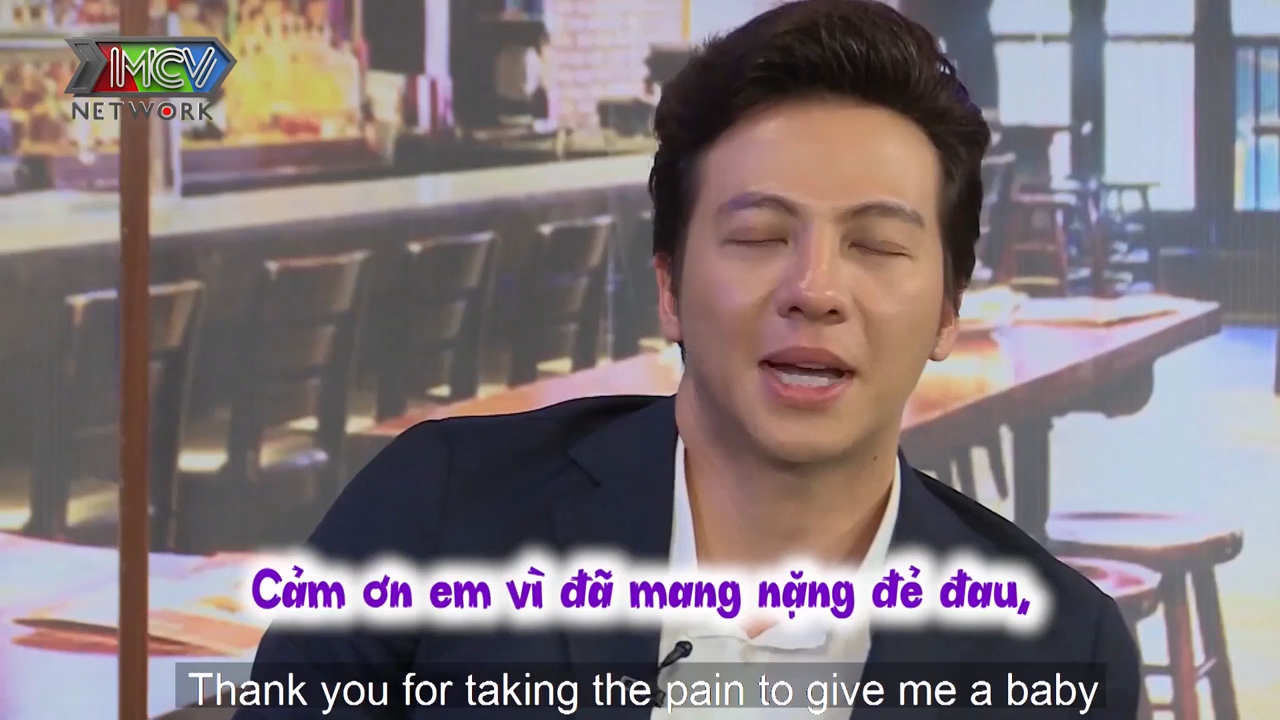 MCV
NETWORK
Cảm ơn em vì đã mang nặng đẻ đau,
Thank you for taking the pain to give me a baby